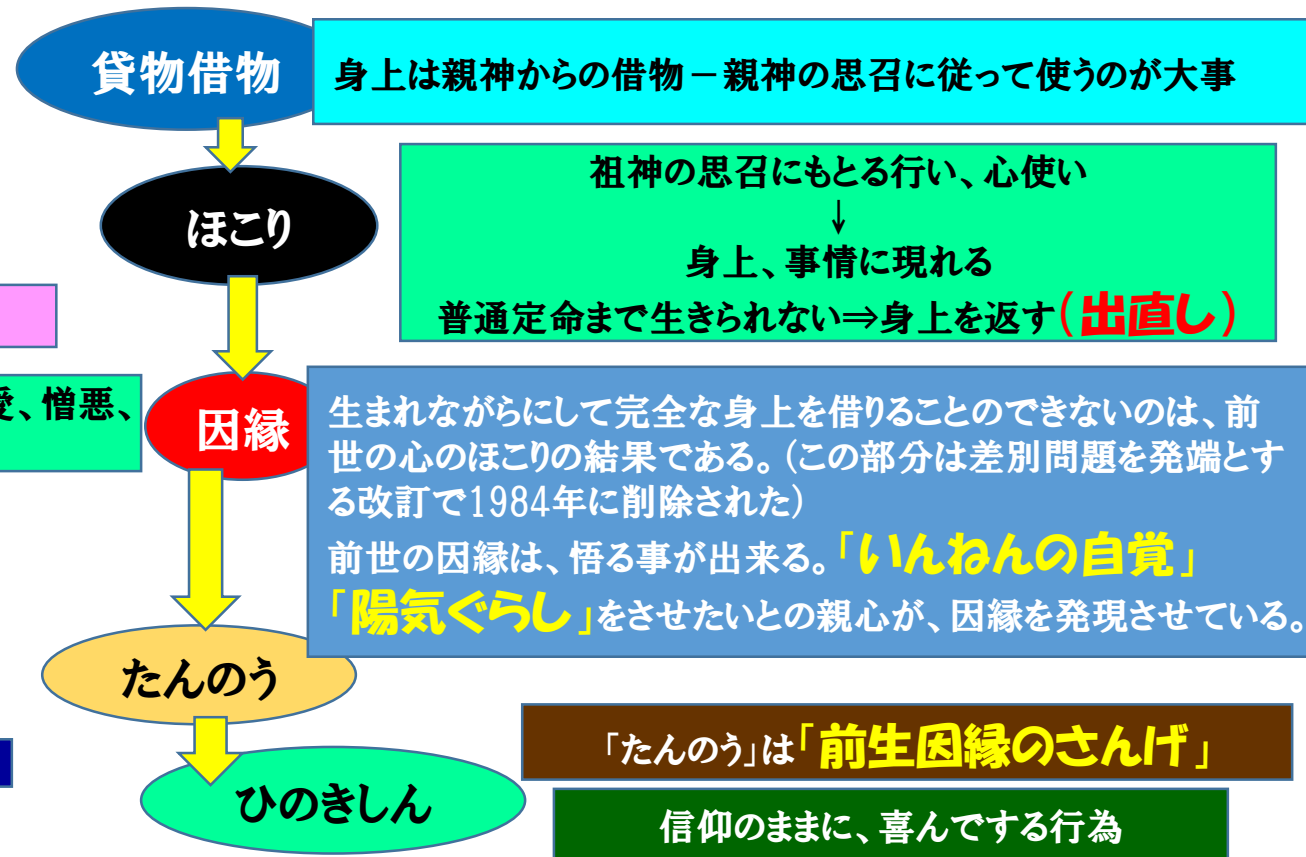 貸物借物
身上は親神からの借物－親神の思召に従って使うのが大事
ほこり
祖神の思召にもとる行い、心使い
↓
身上、事情に現れる
普通定命まで生きられない⇒身上を返す(出直し)
愛、憎悪、
因縁
生まれながらにして完全な身上を借りることのできないのは、前
世の心のほこりの結果である。(この部分は差別問題を発端とす
る改訂で1984年に削除された)
前世の因縁は、悟る事が出来る。「いんねんの自覚」
「陽気ぐらし」をさせたいとの親心が、因縁を発現させている。
たんのう
「たんのう」は「前生因縁のさんげ」
ひのきしん
信仰のままに、喜んでする行為